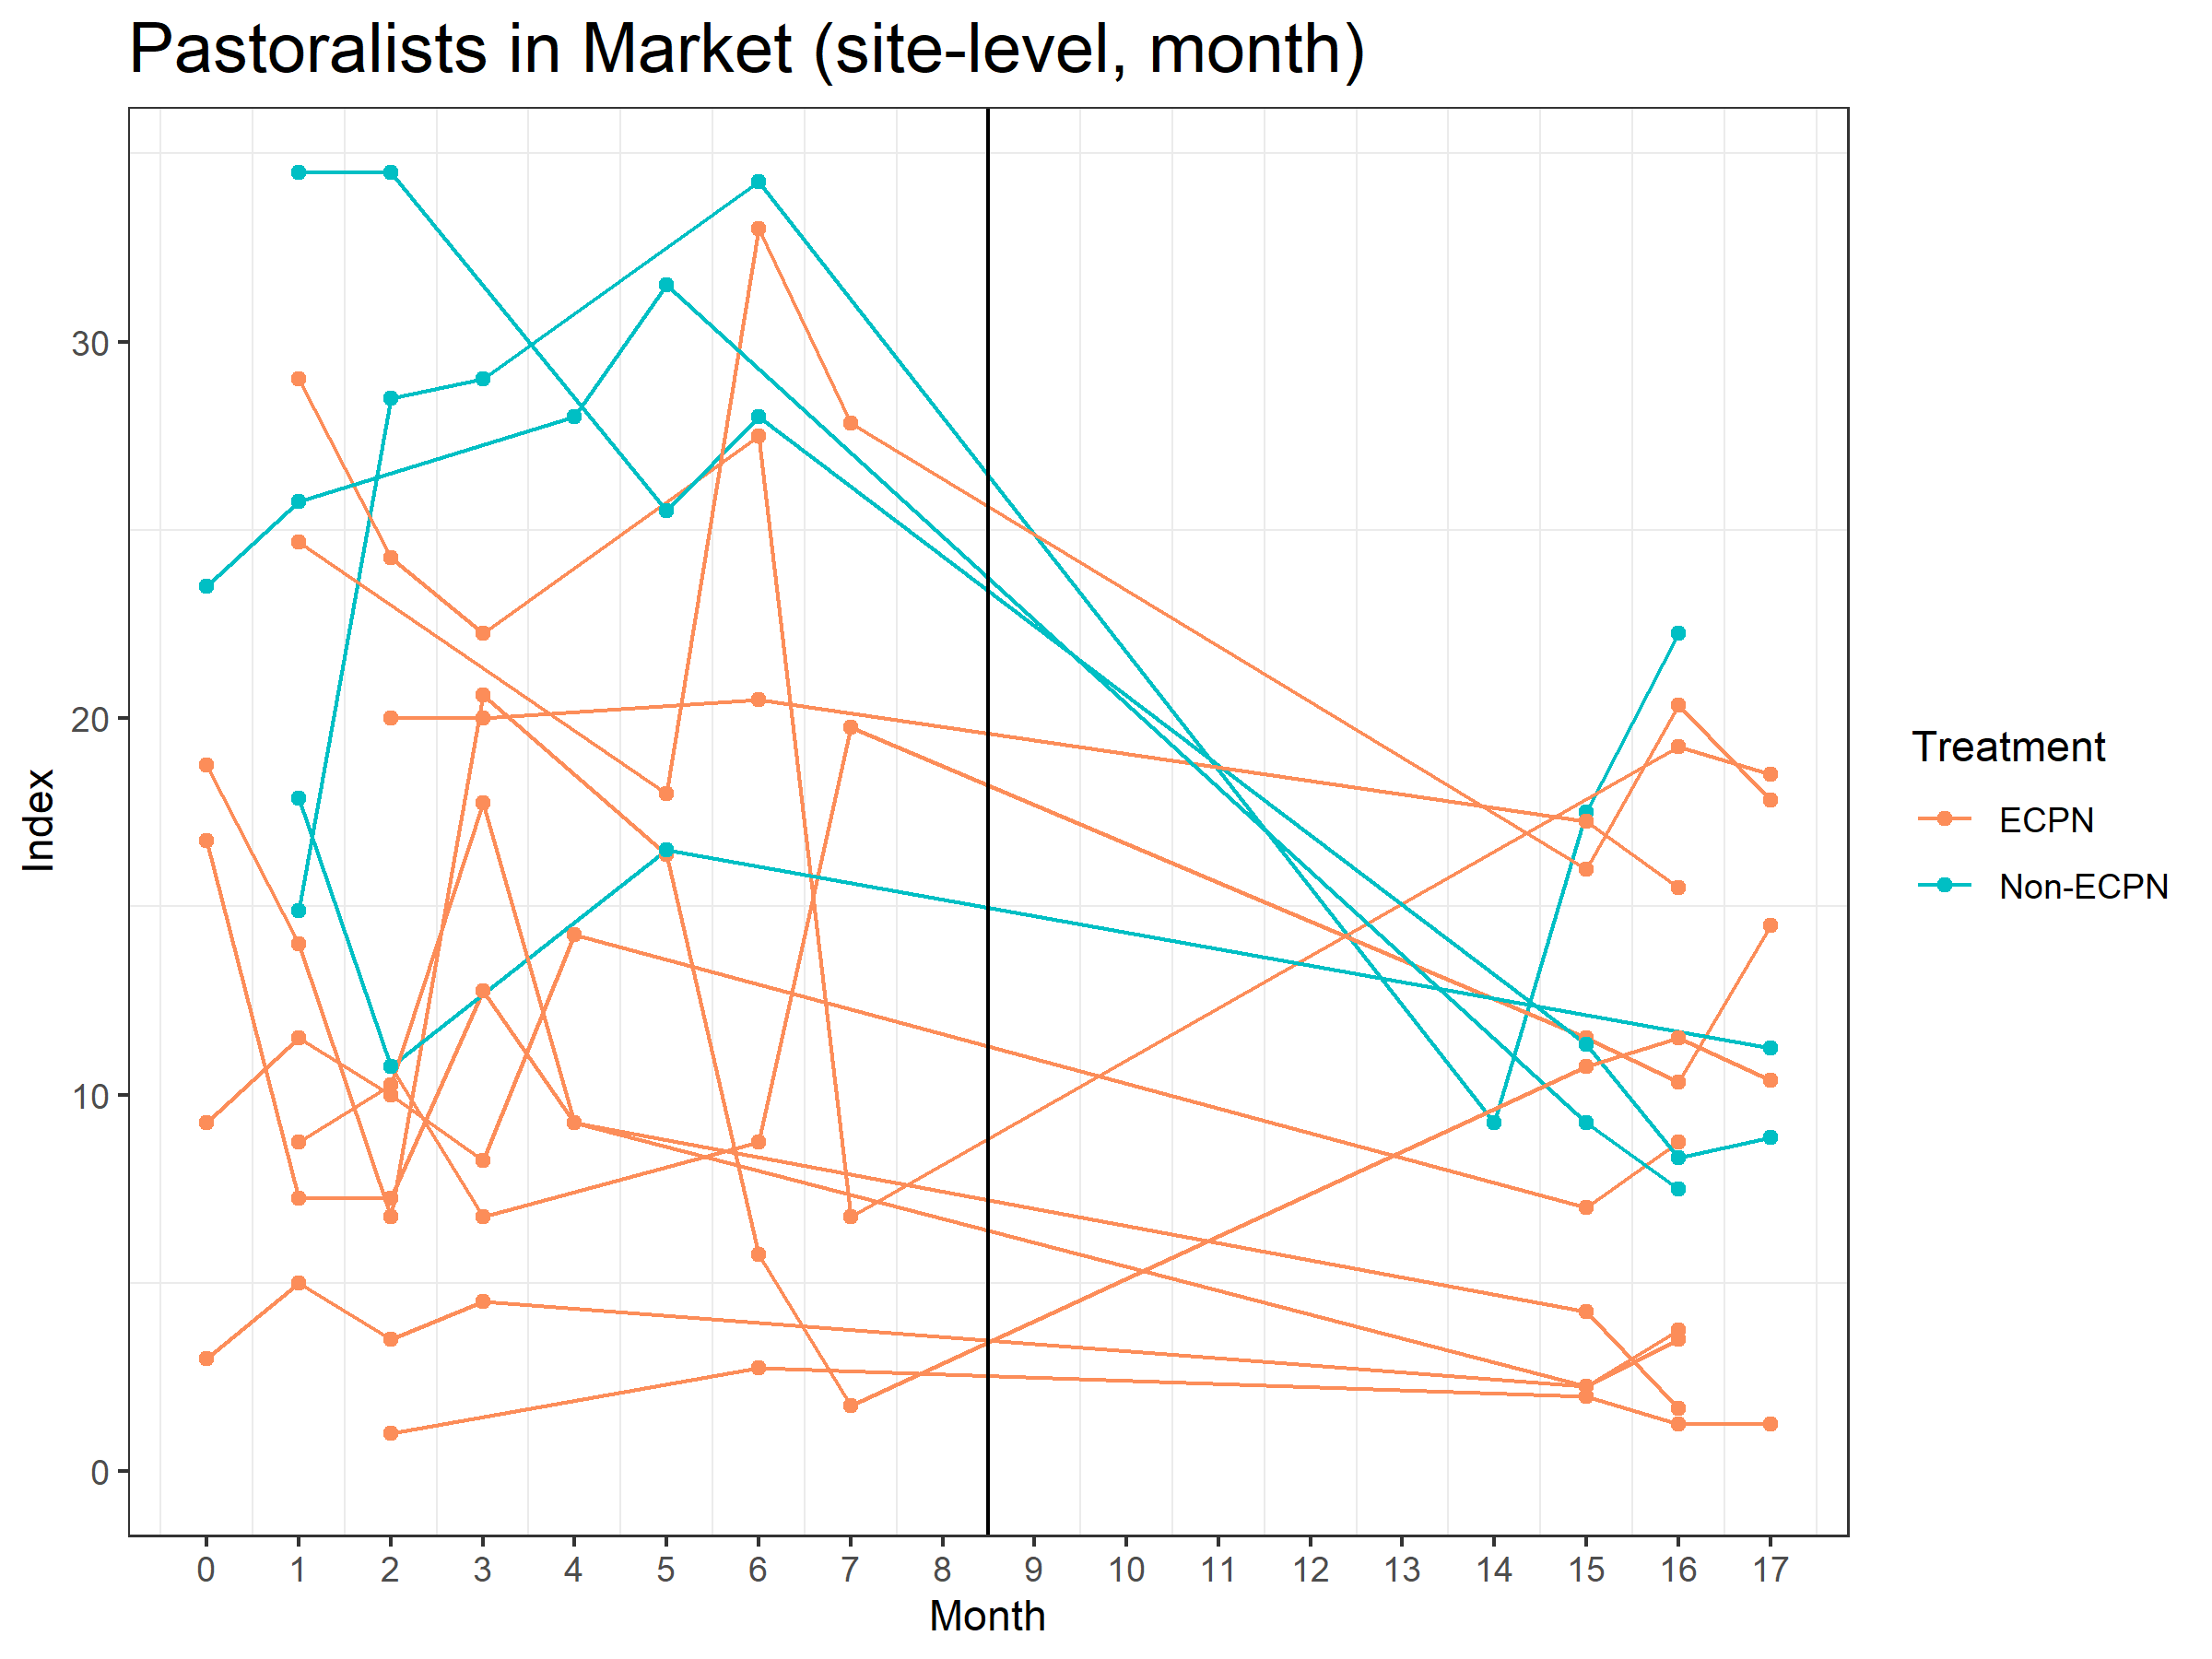 Pastoralists in Market (site-level, month)
30
20
10
0
Index
0 1 2 3 4 5 6 7 8 9 10 11 12 13 14 15 16 17
Month
Treatment
ECPN
Non-ECPN